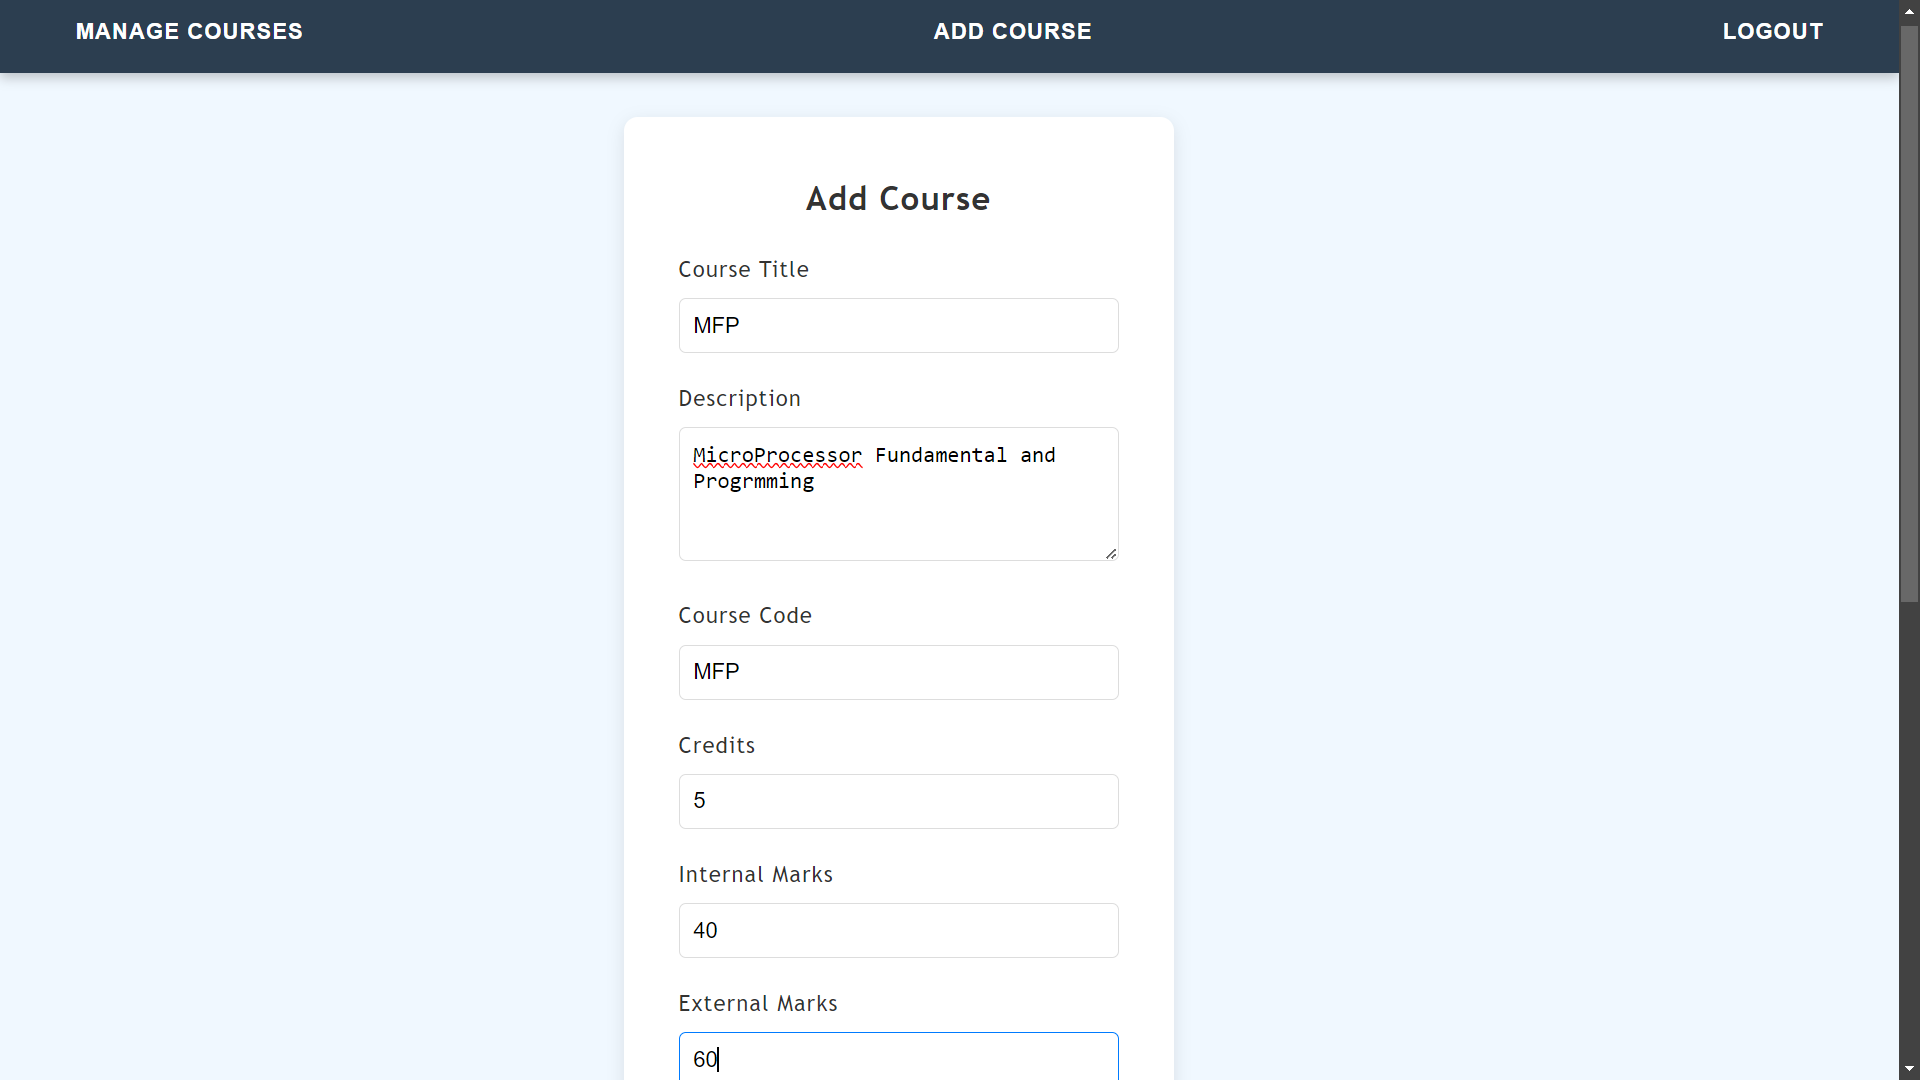 MANAGE COURSES
ADD COURSE
LOGOUT
Add Course
Course Title
MFP
Description
MicroProcessor Fundamental and
Progrmming
Course Code
MFP
Credits
5
Internal Marks
40
External Marks
60